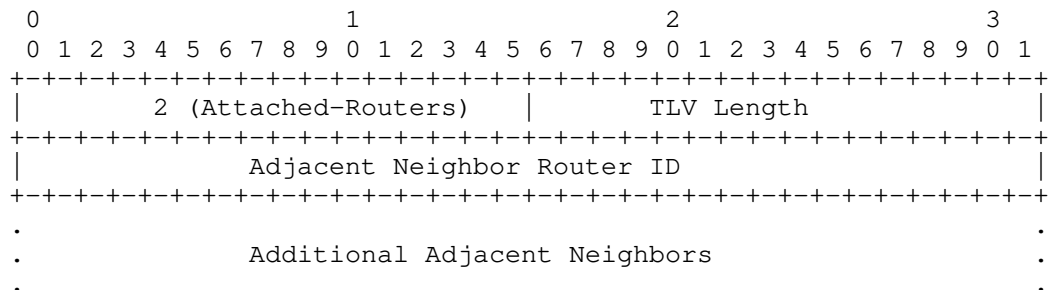 0                   1                   2                   3
 0 1 2 3 4 5 6 7 8 9 0 1 2 3 4 5 6 7 8 9 0 1 2 3 4 5 6 7 8 9 0 1
+-+-+-+-+-+-+-+-+-+-+-+-+-+-+-+-+-+-+-+-+-+-+-+-+-+-+-+-+-+-+-+-+
|        2 (Attached-Routers)   |       TLV Length              |
+-+-+-+-+-+-+-+-+-+-+-+-+-+-+-+-+-+-+-+-+-+-+-+-+-+-+-+-+-+-+-+-+
|              Adjacent Neighbor Router ID                      |
+-+-+-+-+-+-+-+-+-+-+-+-+-+-+-+-+-+-+-+-+-+-+-+-+-+-+-+-+-+-+-+-+
.                                                               .
.              Additional Adjacent Neighbors                    .
.                                                               .